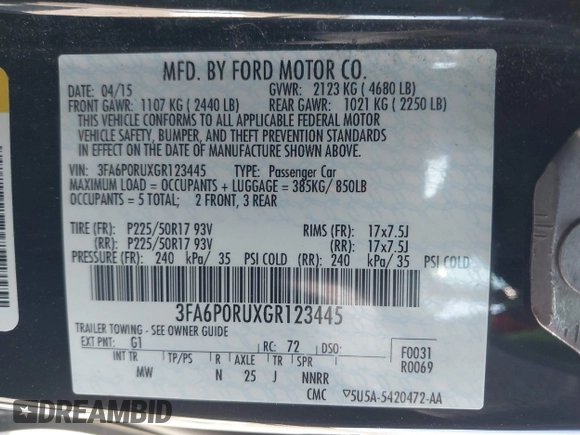 MFD. BY FORD MOTOR CO.
DATE: 04/15 GVWR: 2123 KG ( 4680 LB)
FRONT GAWR: 1107 KG ( 2440 LB) REAR GAWR: 1021 KG ( 2250 LB)
THIS VEHICLE CONFORMS TO ALL APPLICABLE FEDERAL MOTOR
VEHICLE SAFETY, BUMPER, AND THEFT PREVENTION STANDARDS
IN EFFECT ON THE DATE OF MANUFACTURE SHOWN ABOVE.
VIN: 3FA6P0RUXGR123445 TYPE: Passenger Car
MAXIMUM LOAD = OCCUPANTS + LUGGAGE = 385KG/ 850LB
OCCUPANTS = 5 TOTAL; 2 FRONT, 3 REAR
TIRE (FR): P225/50R17 93V RIMS (FR): 17x7.5J
(RR): P225/50R17 93V (RR): 17x7.5J
PRESSURE (FR): 240 kPa/ 35 PSI COLD (RR): 240 kPa/ 35 PSI COLD
3FA6P0RUXGR123445
TRAILER TOWING - SEE OWNER GUIDE
EXT PNT: G1 RC: 72 DSO: F0031
INT TR TP/PS R AXLE TR SPR R0069
MW N 25 J NNRR
CMC ▽5U5A-5420472-AA
DREAMBID